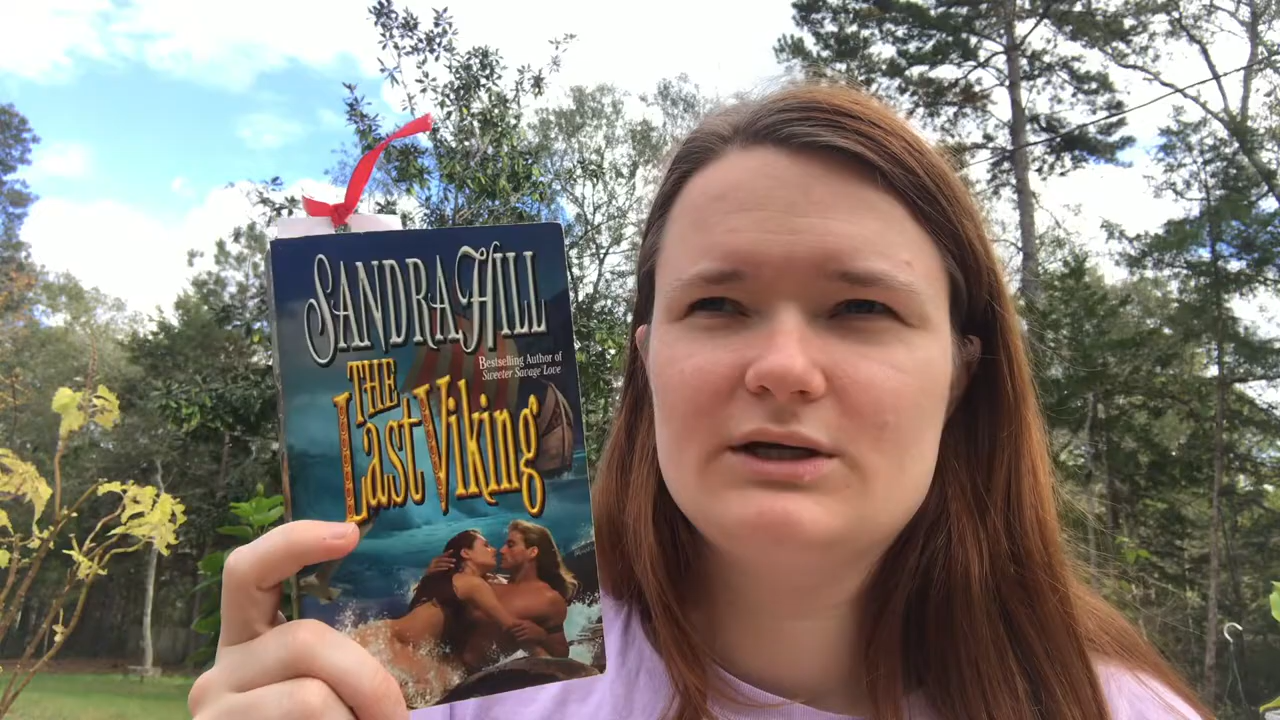 SANDRA HILL
Bestselling Author of
Sweeter Savage Love
THE
Last Viking